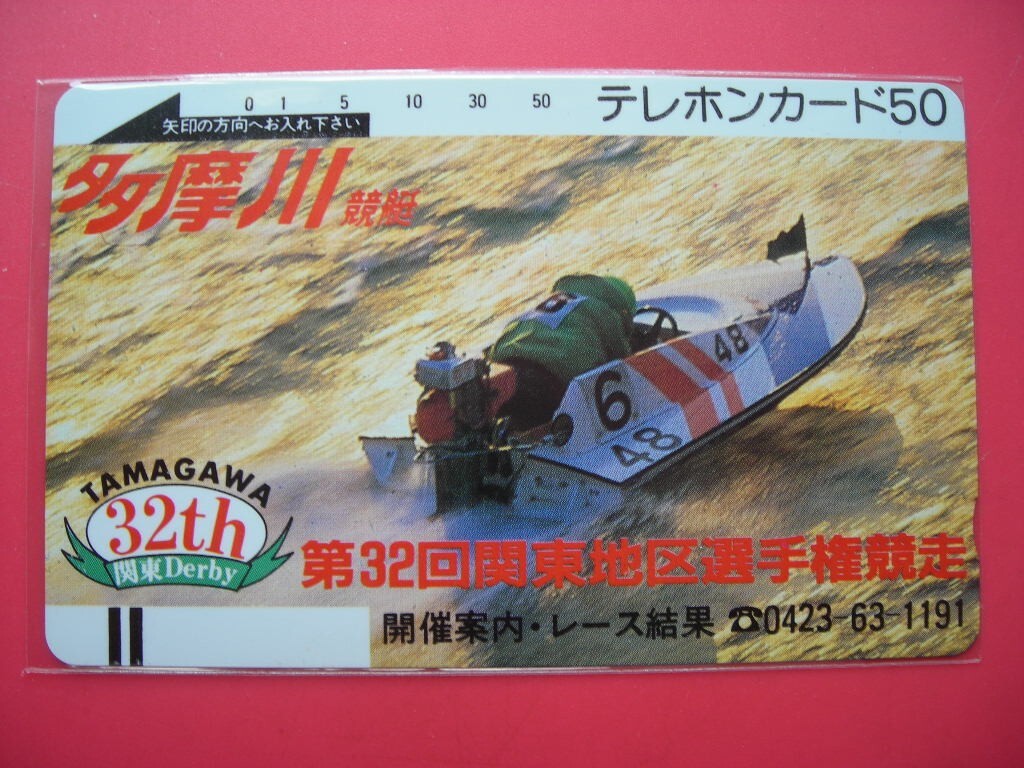 0 1 5 10 30 50
テレホンカード50
矢印の方向へお入れ下さい
多摩川競艇
6
48
48
TAMAGAWA
32th
関東Derby
第32回関東地区選手権競走
開催案内・レース結果 ☎0423-63-1191